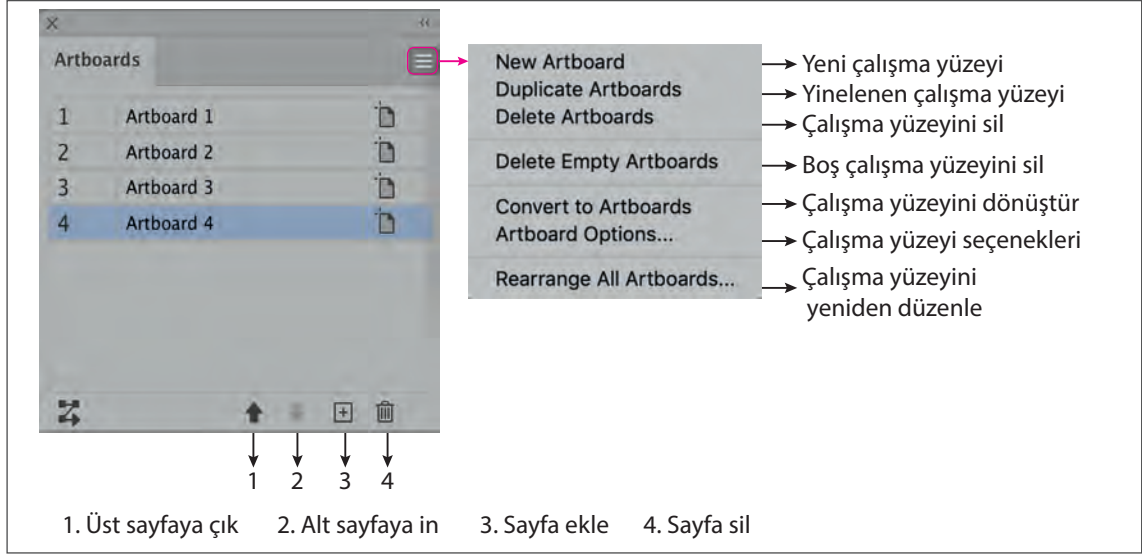 Artboards
1 Artboard 1
2 Artboard 2
3 Artboard 3
4 Artboard 4
New Artboard
Duplicate Artboards
Delete Artboards
Delete Empty Artboards
Convert to Artboards
Artboard Options...
Rearrange All Artboards...
Yeni çalışma yüzeyi
Yinelenen çalışma yüzeyi
Çalışma yüzeyini sil
Boş çalışma yüzeyini sil
Çalışma yüzeyini dönüştür
Çalışma yüzeyi seçenekleri
Çalışma yüzeyini
yeniden düzenle
1 2 3 4
1. Üst sayfaya çık 2. Alt sayfaya in 3. Sayfa ekle 4. Sayfa sil